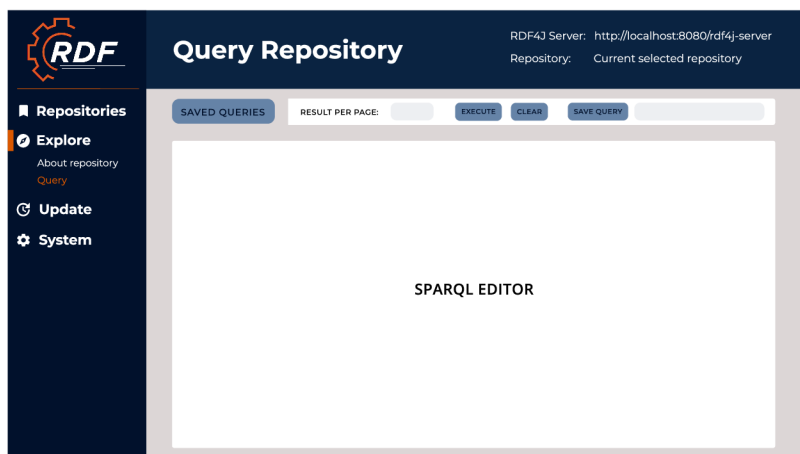 RDF
Query Repository
RDF4J Server: http://localhost:8080/rdf4j-server
Repository: Current selected repository
Repositories
Explore
About repository
Query
Update
System
SAVED QUERIES
RESULT PER PAGE:
EXECUTE
CLEAR
SAVE QUERY
SPARQL EDITOR